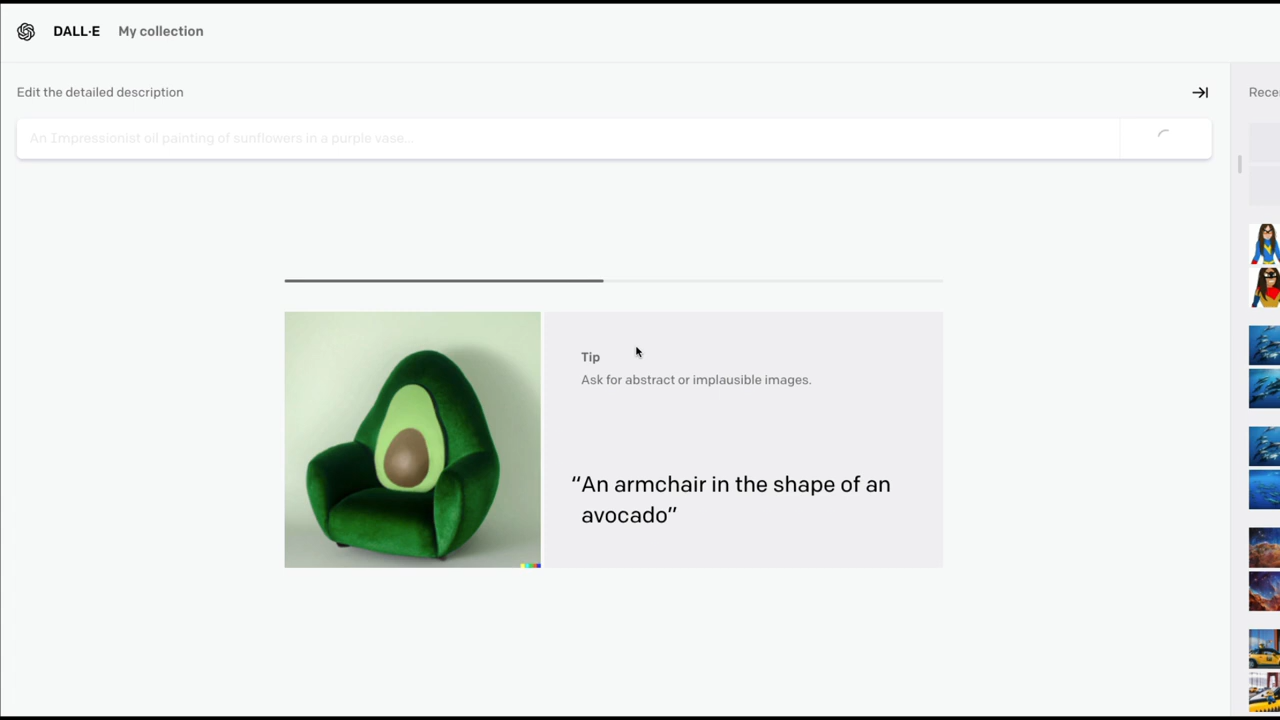 DALL·E My collection
Edit the detailed description
Rece
An Impressionist oil painting of sunflowers in a purple vase...
Tip
Ask for abstract or implausible images.
“An armchair in the shape of an
avocado”